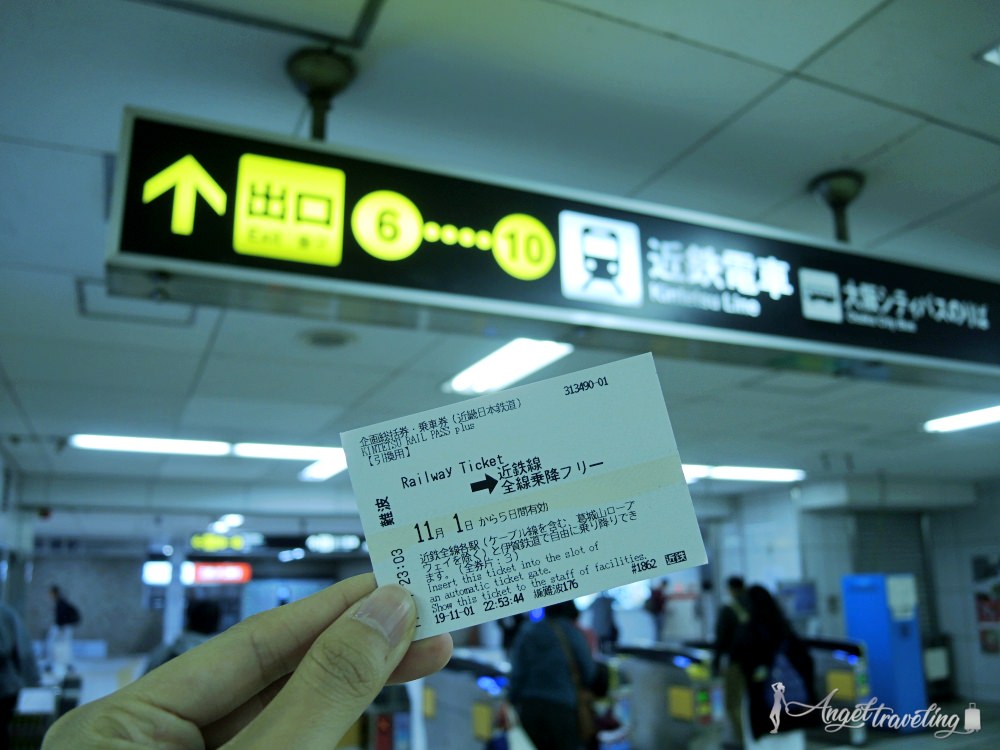 出口
Exit
6
10
近鉄電車
Kintetsu Line
大阪シティバスのりば
Osaka City Bus
313490-01
企画総括券・乗車券(近畿日本鉄道)
KINTETSU RAIL PASS plus
【引換用】
Railway Ticket
➡近鉄線
全線乗降フリー
難波
23:03
11月 1日 から5日間有効
近鉄全線各駅(ケーブル線を含む、葛城山ロープ
ウェイを除く)と伊賀鉄道で自由に乗り降りでき
ます。(全券片:3)
Insert this ticket into the slot of
an automatic ticket gate.
Show this ticket to the staff of facilities.
19-11-01 22:53:44 難波176 #1862 近鉄
Angel traveling